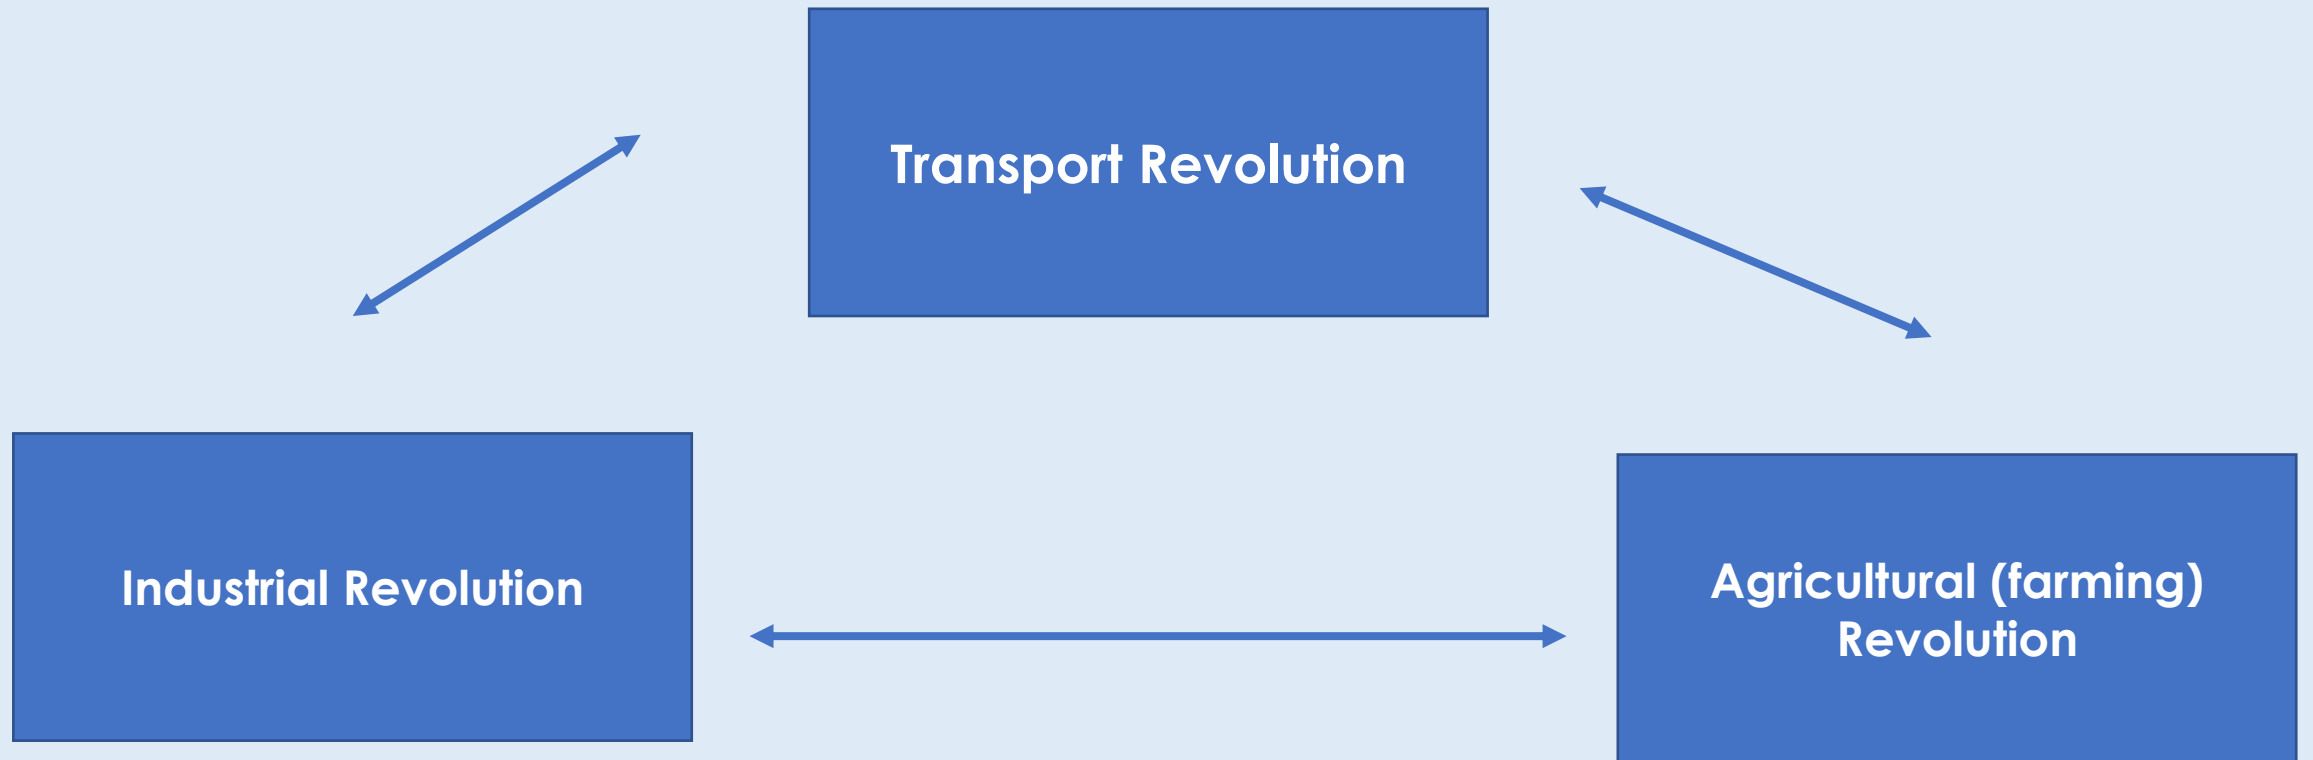 Transport Revolution
Industrial Revolution
Agricultural (farming)
Revolution